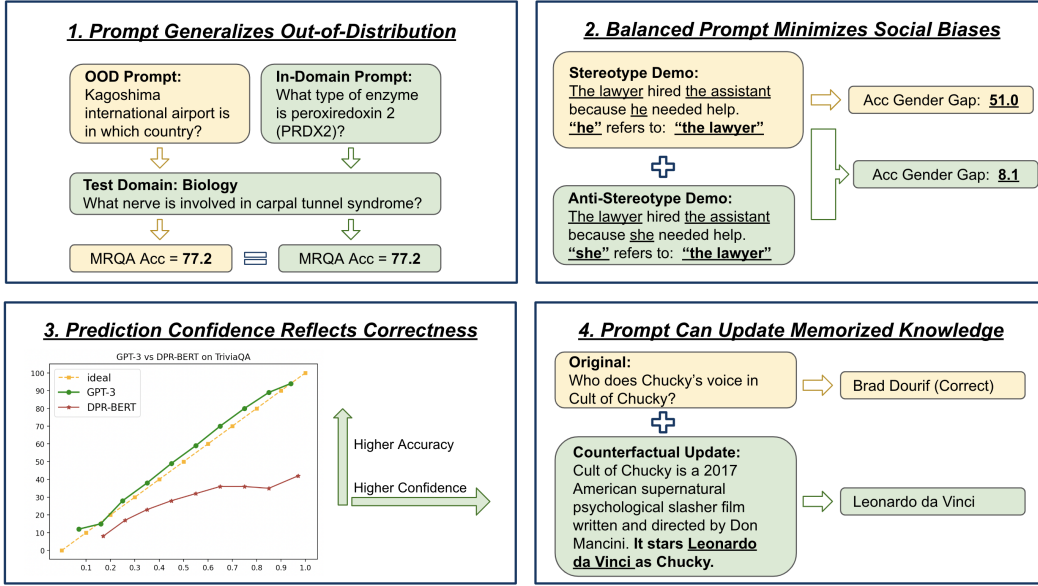 1. Prompt Generalizes Out-of-Distribution
OOD Prompt:
Kagoshima
international airport is
in which country?
In-Domain Prompt:
What type of enzyme
is peroxiredoxin 2
(PRDX2)?
Test Domain: Biology
What nerve is involved in carpal tunnel syndrome?
MRQA Acc = 77.2
MRQA Acc = 77.2
2. Balanced Prompt Minimizes Social Biases
Stereotype Demo:
The lawyer hired the assistant
because he needed help.
“he” refers to: “the lawyer”
Acc Gender Gap: 51.0
Anti-Stereotype Demo:
The lawyer hired the assistant
because she needed help.
“she” refers to: “the lawyer”
Acc Gender Gap: 8.1
3. Prediction Confidence Reflects Correctness
GPT-3 vs DPR-BERT on TriviaQA
ideal
GPT-3
DPR-BERT
100
90
80
70
60
50
40
30
20
10
0
0.1 0.2 0.3 0.4 0.5 0.6 0.7 0.8 0.9 1.0
Higher Accuracy
Higher Confidence
4. Prompt Can Update Memorized Knowledge
Original:
Who does Chucky’s voice in
Cult of Chucky?
Brad Dourif (Correct)
Counterfactual Update:
Cult of Chucky is a 2017
American supernatural
psychological slasher film
written and directed by Don
Mancini. It stars Leonardo
da Vinci as Chucky.
Leonardo da Vinci